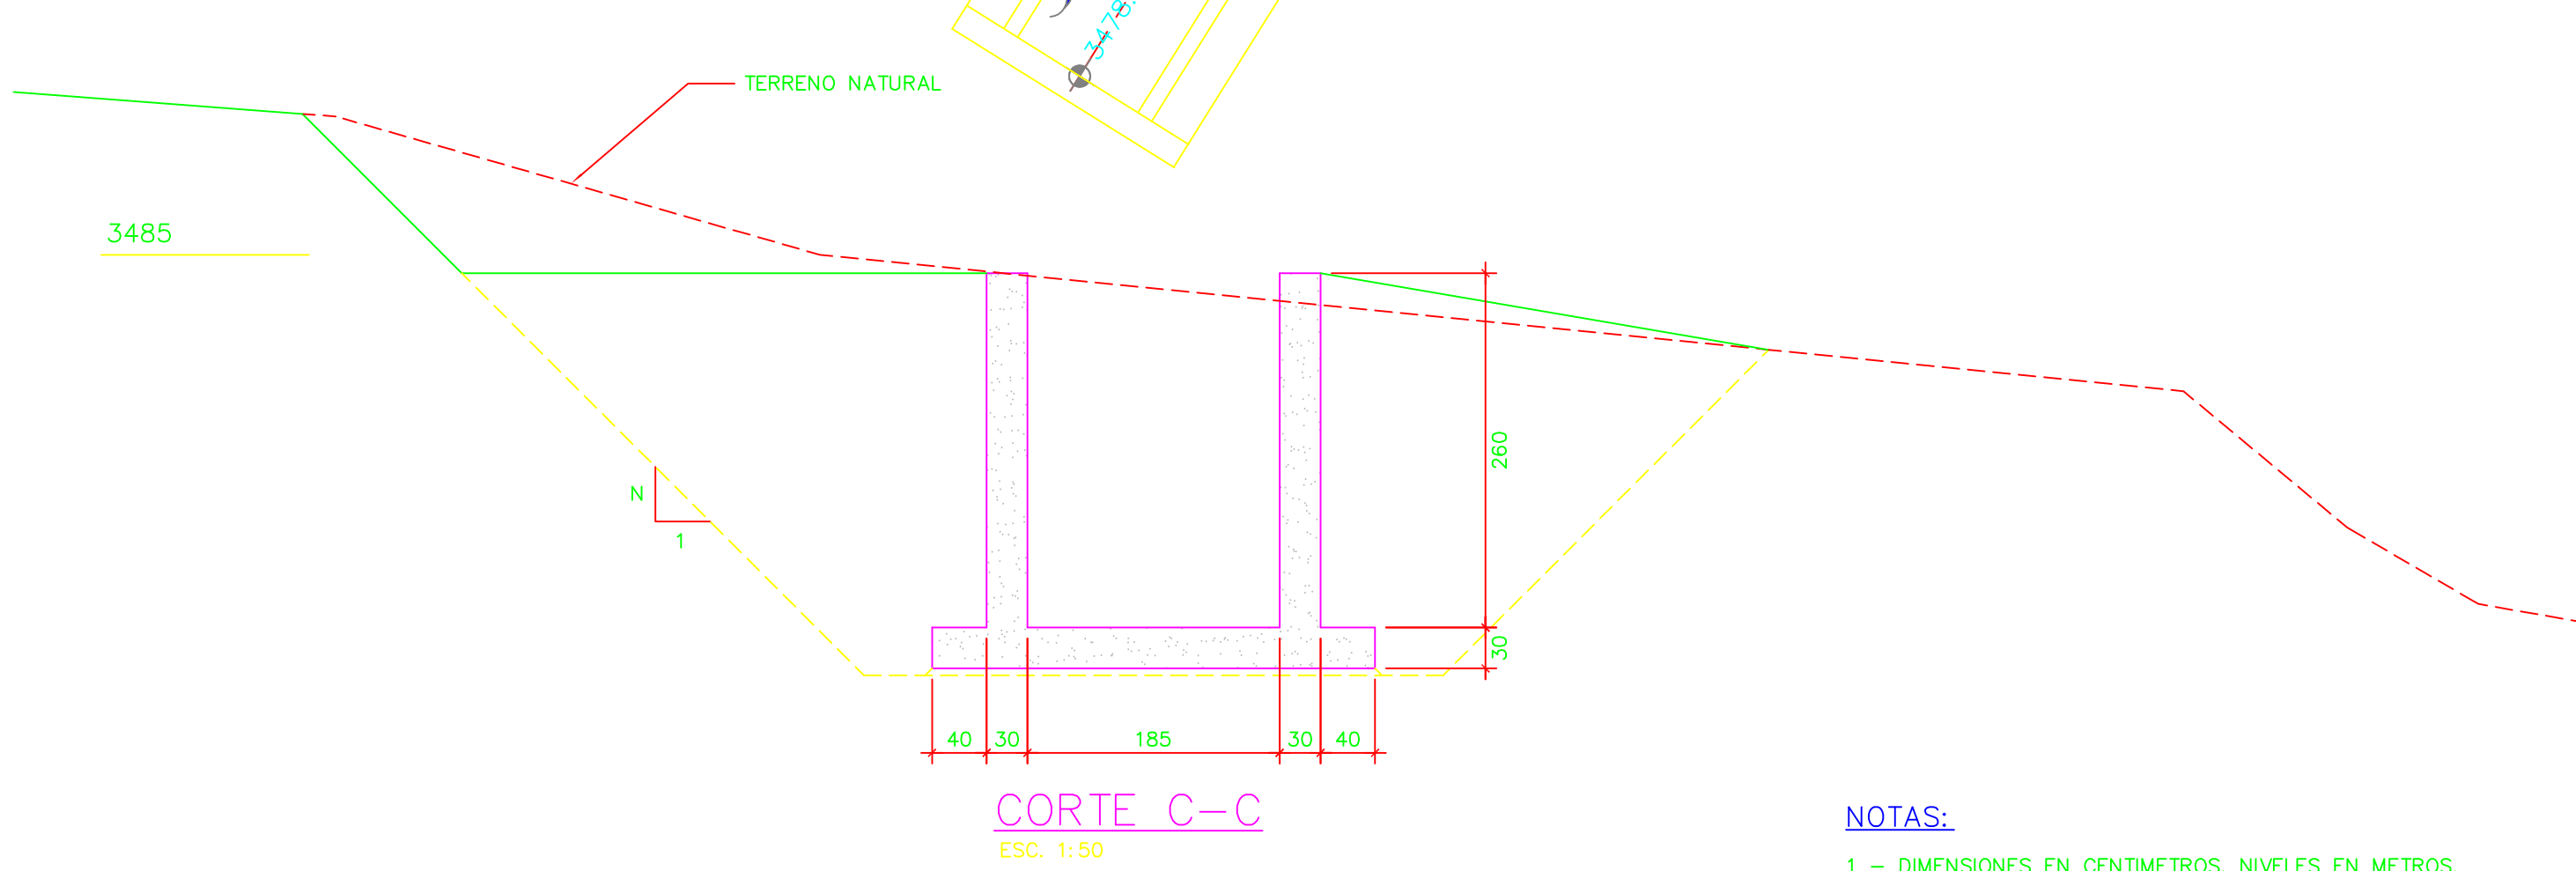 3478.
TERRENO NATURAL
3485
260
N
1
30
40 30 185 30 40
CORTE C-C
ESC. 1:50
NOTAS:
1 - DIMENSIONES EN CENTIMETROS. NIVELES EN METROS.